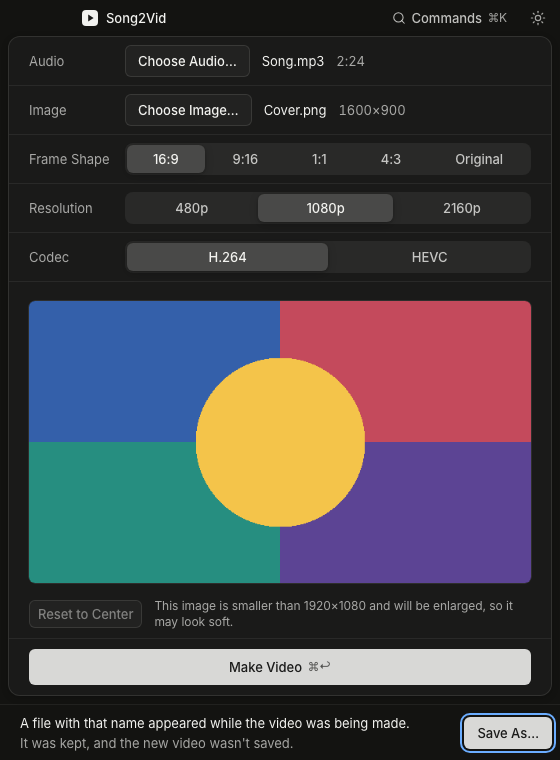 Song2Vid
Commands ⌘K
Audio Choose Audio... Song.mp3 2:24
Image Choose Image... Cover.png 1600×900
Frame Shape 16:9 9:16 1:1 4:3 Original
Resolution 480p 1080p 2160p
Codec H.264 HEVC
Reset to Center
This image is smaller than 1920×1080 and will be enlarged, so it
may look soft.
Make Video ⌘↩
A file with that name appeared while the video was being made.
It was kept, and the new video wasn't saved.
Save As...